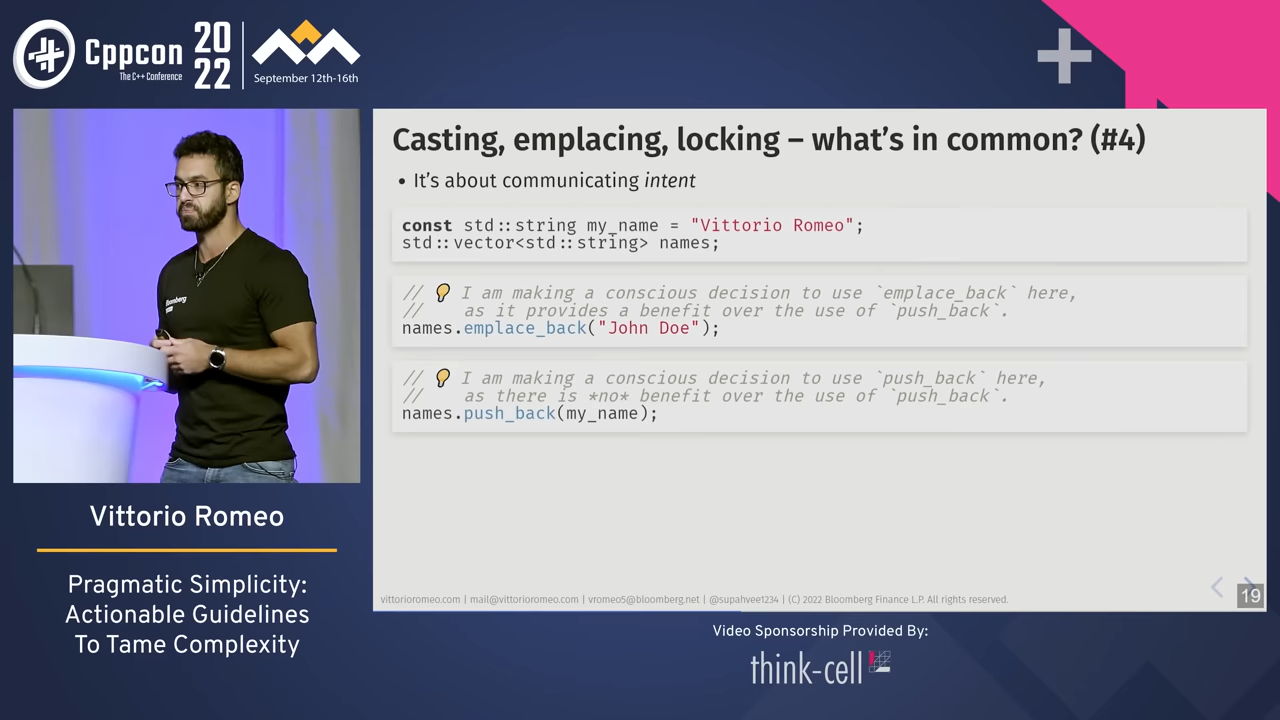 Cppcon
The C++ Conference
20
22
September 12th-16th
Casting, emplacing, locking – what's in common? (#4)
• It's about communicating intent
const std::string my_name = "Vittorio Romeo";
std::vector<std::string> names;
// 💡 I am making a conscious decision to use `emplace_back` here,
// as it provides a benefit over the use of `push_back`.
names.emplace_back("John Doe");
// 💡 I am making a conscious decision to use `push_back` here,
// as there is *no* benefit over the use of `push_back`.
names.push_back(my_name);
vittorioromeo.com | mail@vittorioromeo.com | vromeo5@bloomberg.net | @supahvee1234 | (C) 2022 Bloomberg Finance L.P. All rights reserved.
19
Vittorio Romeo
Pragmatic Simplicity:
Actionable Guidelines
To Tame Complexity
Video Sponsorship Provided By:
think-cell